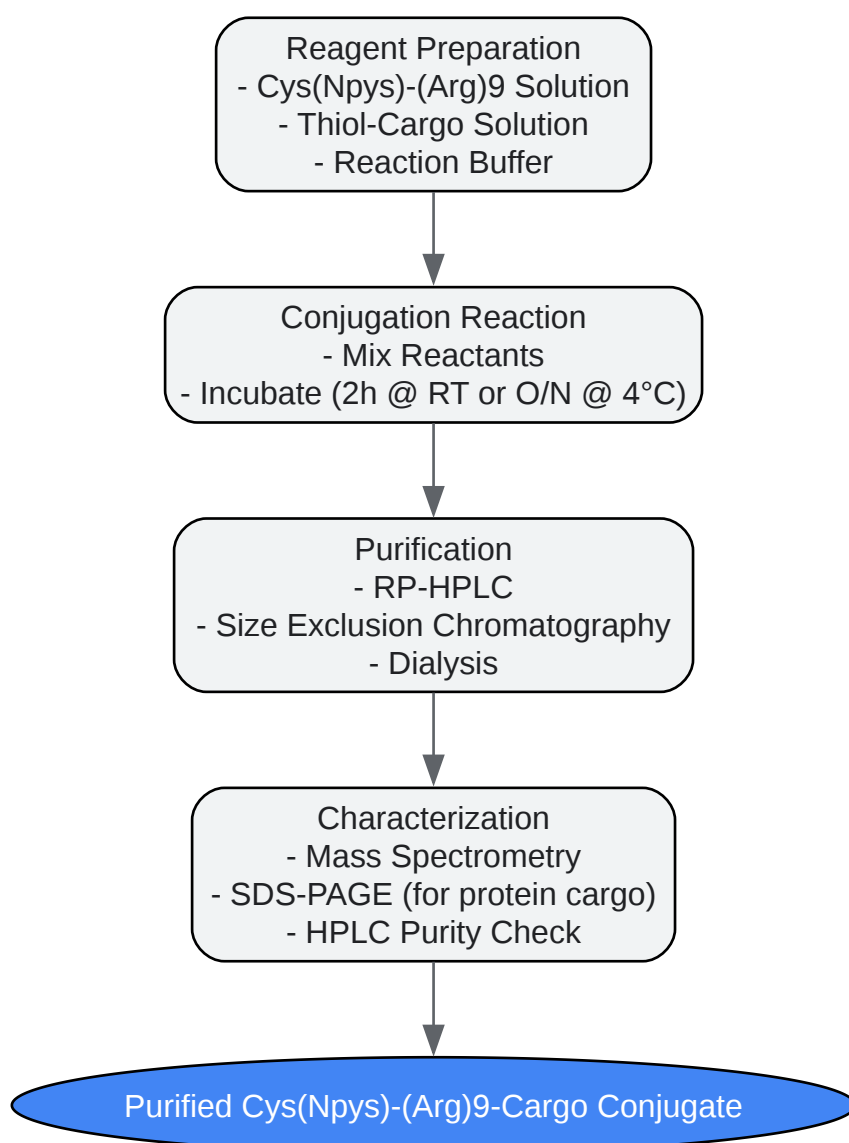 Reagent Preparation
- Cys(Npys)-(Arg)9 Solution
- Thiol-Cargo Solution
- Reaction Buffer
Conjugation Reaction
- Mix Reactants
- Incubate (2h @ RT or O/N @ 4°C)
Purification
- RP-HPLC
- Size Exclusion Chromatography
- Dialysis
Characterization
- Mass Spectrometry
- SDS-PAGE (for protein cargo)
- HPLC Purity Check
Purified Cys(Npys)-(Arg)9-Cargo Conjugate